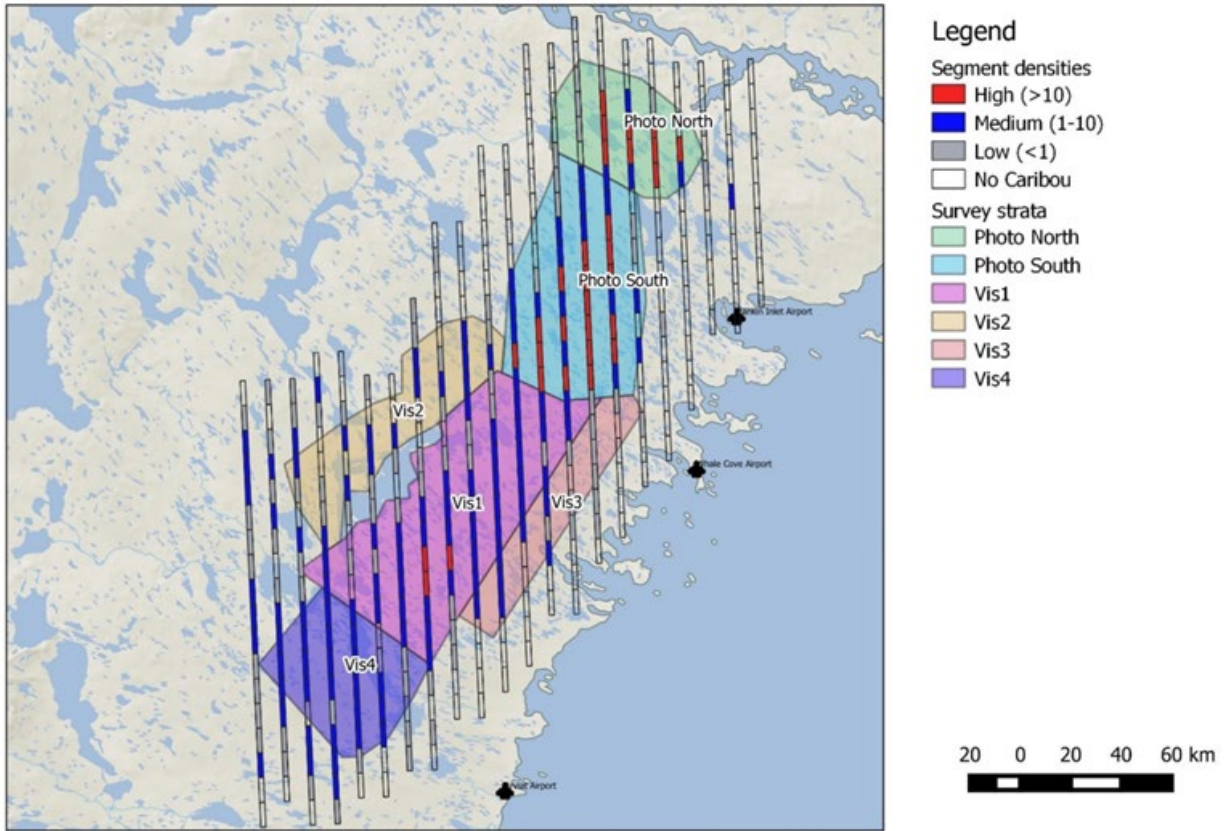 Legend
Segment densities
High (>10)
Medium (1-10)
Low (<1)
No Caribou
Survey strata
Photo North
Photo South
Vis1
Vis2
Vis3
Vis4
Photo North
Photo South
Inlet Airport
Vis2
Cove Airport
Vis1
Vis3
Vis4
Airport
20 0 20 40 60 km